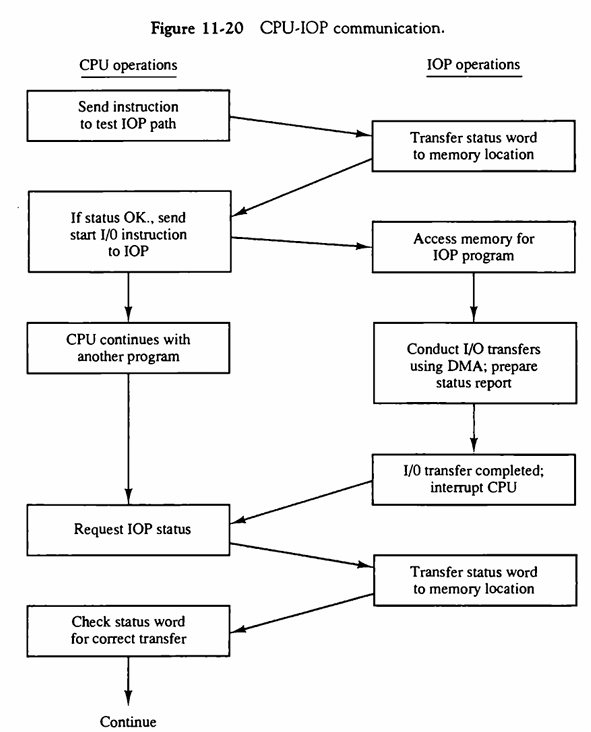 Figure 11-20 CPU-IOP communication.
CPU operations
IOP operations
Send instruction
to test IOP path
Transfer status word
to memory location
If status OK., send
start I/0 instruction
to IOP
Access memory for
IOP program
CPU continues with
another program
Conduct I/O transfers
using DMA; prepare
status report
I/0 transfer completed;
interrupt CPU
Request IOP status
Transfer status word
to memory location
Check status word
for correct transfer
Continue